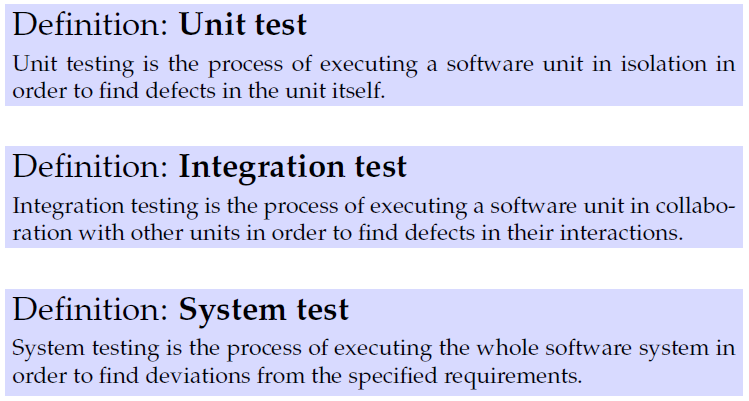 Definition: Unit test
Unit testing is the process of executing a software unit in isolation in
order to find defects in the unit itself.
Definition: Integration test
Integration testing is the process of executing a software unit in collabo-
ration with other units in order to find defects in their interactions.
Definition: System test
System testing is the process of executing the whole software system in
order to find deviations from the specified requirements.